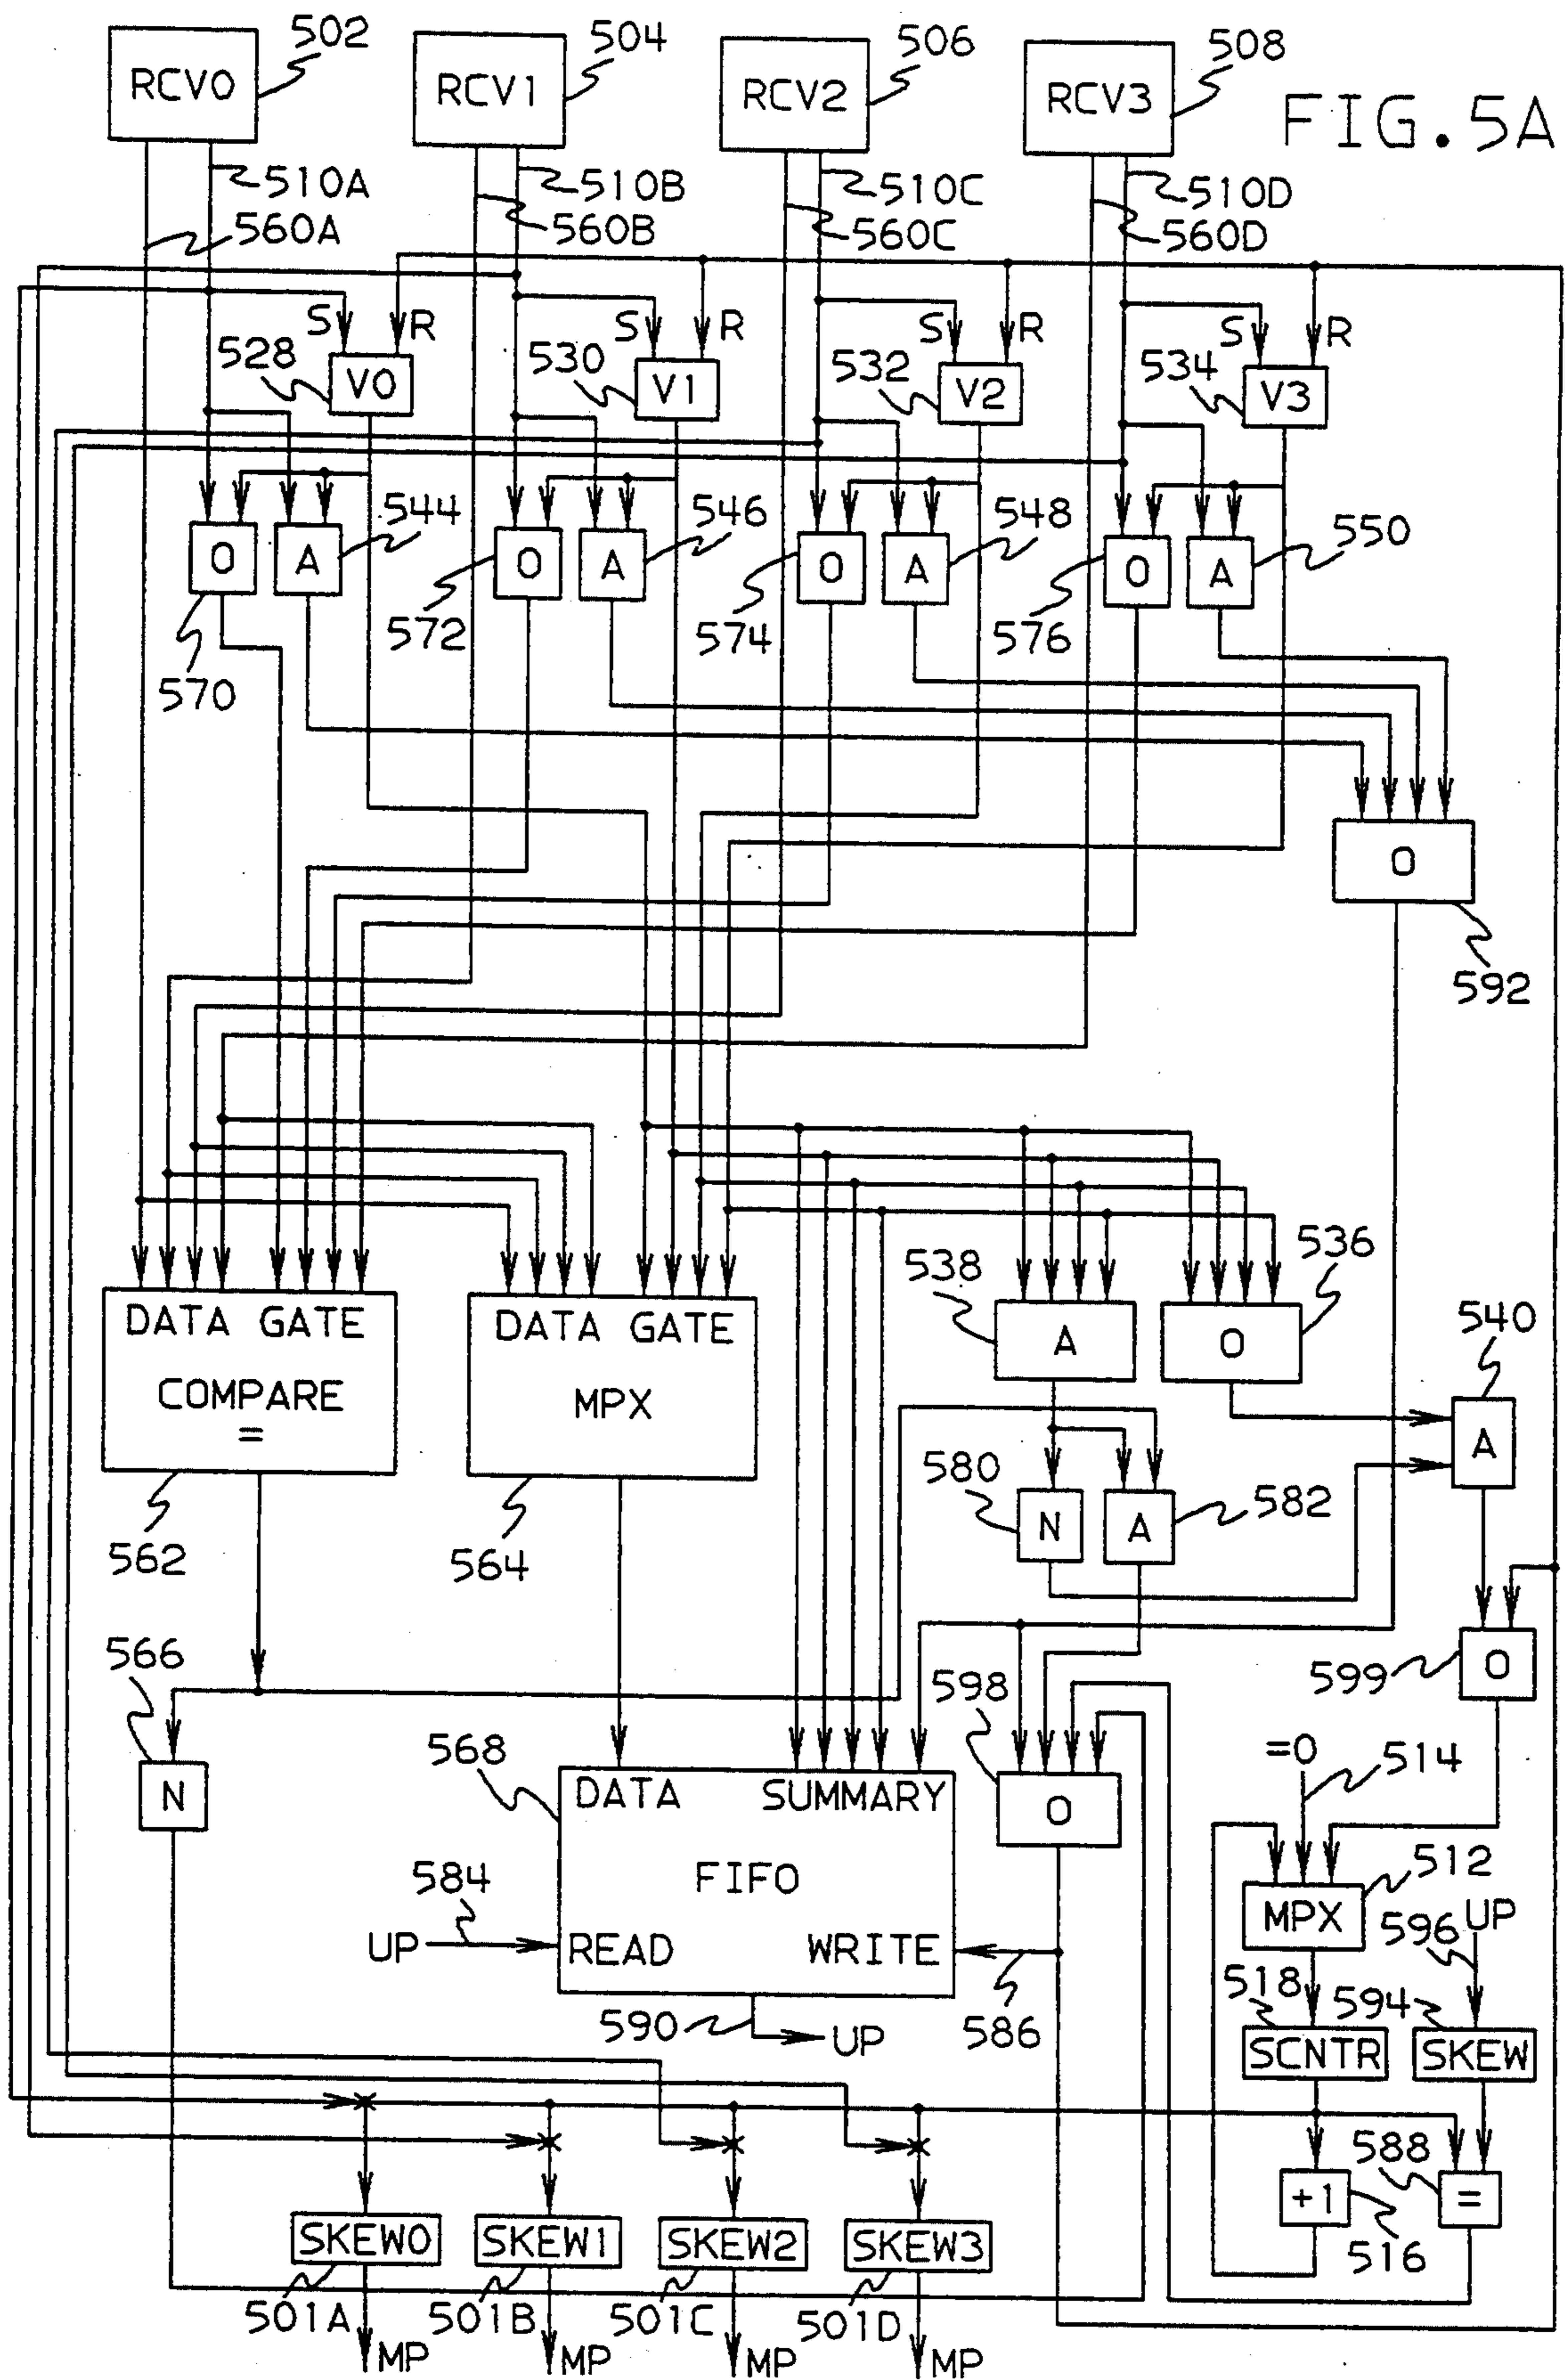 502 504 506 508
RCV0 RCV1 RCV2 RCV3
FIG.5A
510A 510B 510C 510D
560A 560B 560C 560D
S R S R S R S R
528 V0 530 V1 532 V2 534 V3
544 546 548 550
O A O A O A O A
570 572 574 576
O
592
538 536
540
DATA GATE DATA GATE
A O
COMPARE MPX
=
A
580 582
N A
562 564
566
599 O
598
568
=0 514
N
DATA SUMMARY
O
512
584
FIFO
MPX
596 UP
UP READ WRITE
518 594
590 UP
586
SCNTR SKEW
588
+1 =
516
SKEW0 SKEW1 SKEW2 SKEW3
501A 501B 501C 501D
MP MP MP MP